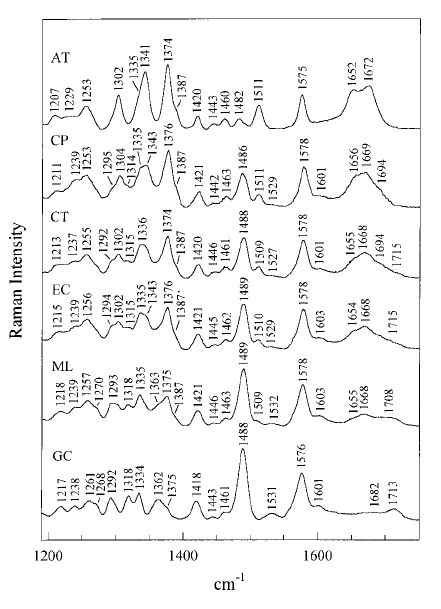 Raman Intensity
AT
1207 1229 1253 1302 1335 1341 1374 1387 1420 1443 1460 1482 1511 1575 1652 1672
CP
1211 1239 1253 1295 1304 1314 1335 1343 1376 1387 1421 1442 1463 1486 1511 1529 1578 1601 1656 1669 1694
CT
1213 1237 1255 1292 1302 1315 1336 1374 1387 1420 1446 1461 1488 1509 1527 1578 1601 1655 1668 1694 1715
EC
1215 1239 1256 1294 1302 1315 1335 1343 1376 1387 1421 1445 1462 1489 1510 1529 1578 1603 1654 1668 1715
ML
1218 1239 1257 1270 1293 1318 1335 1363 1375 1387 1421 1446 1463 1489 1509 1532 1578 1603 1655 1668 1708
GC
1217 1238 1261 1268 1292 1318 1334 1362 1375 1418 1443 1461 1488 1531 1576 1601 1682 1713
1200 1400 1600
cm-1